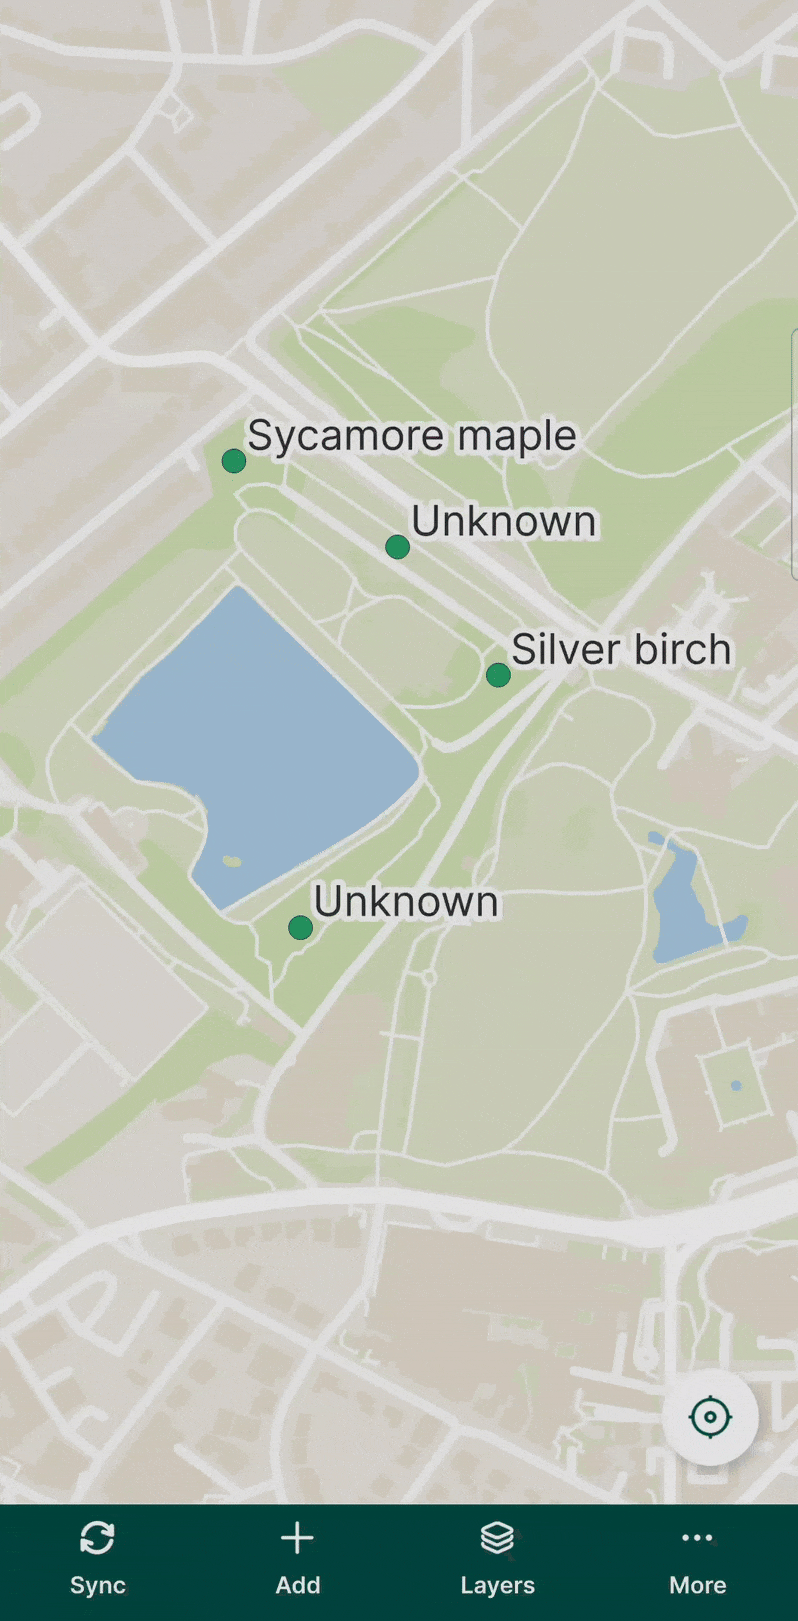 Sycamore maple
Unknown
Silver birch
Unknown
Sync
Add
Layers
More